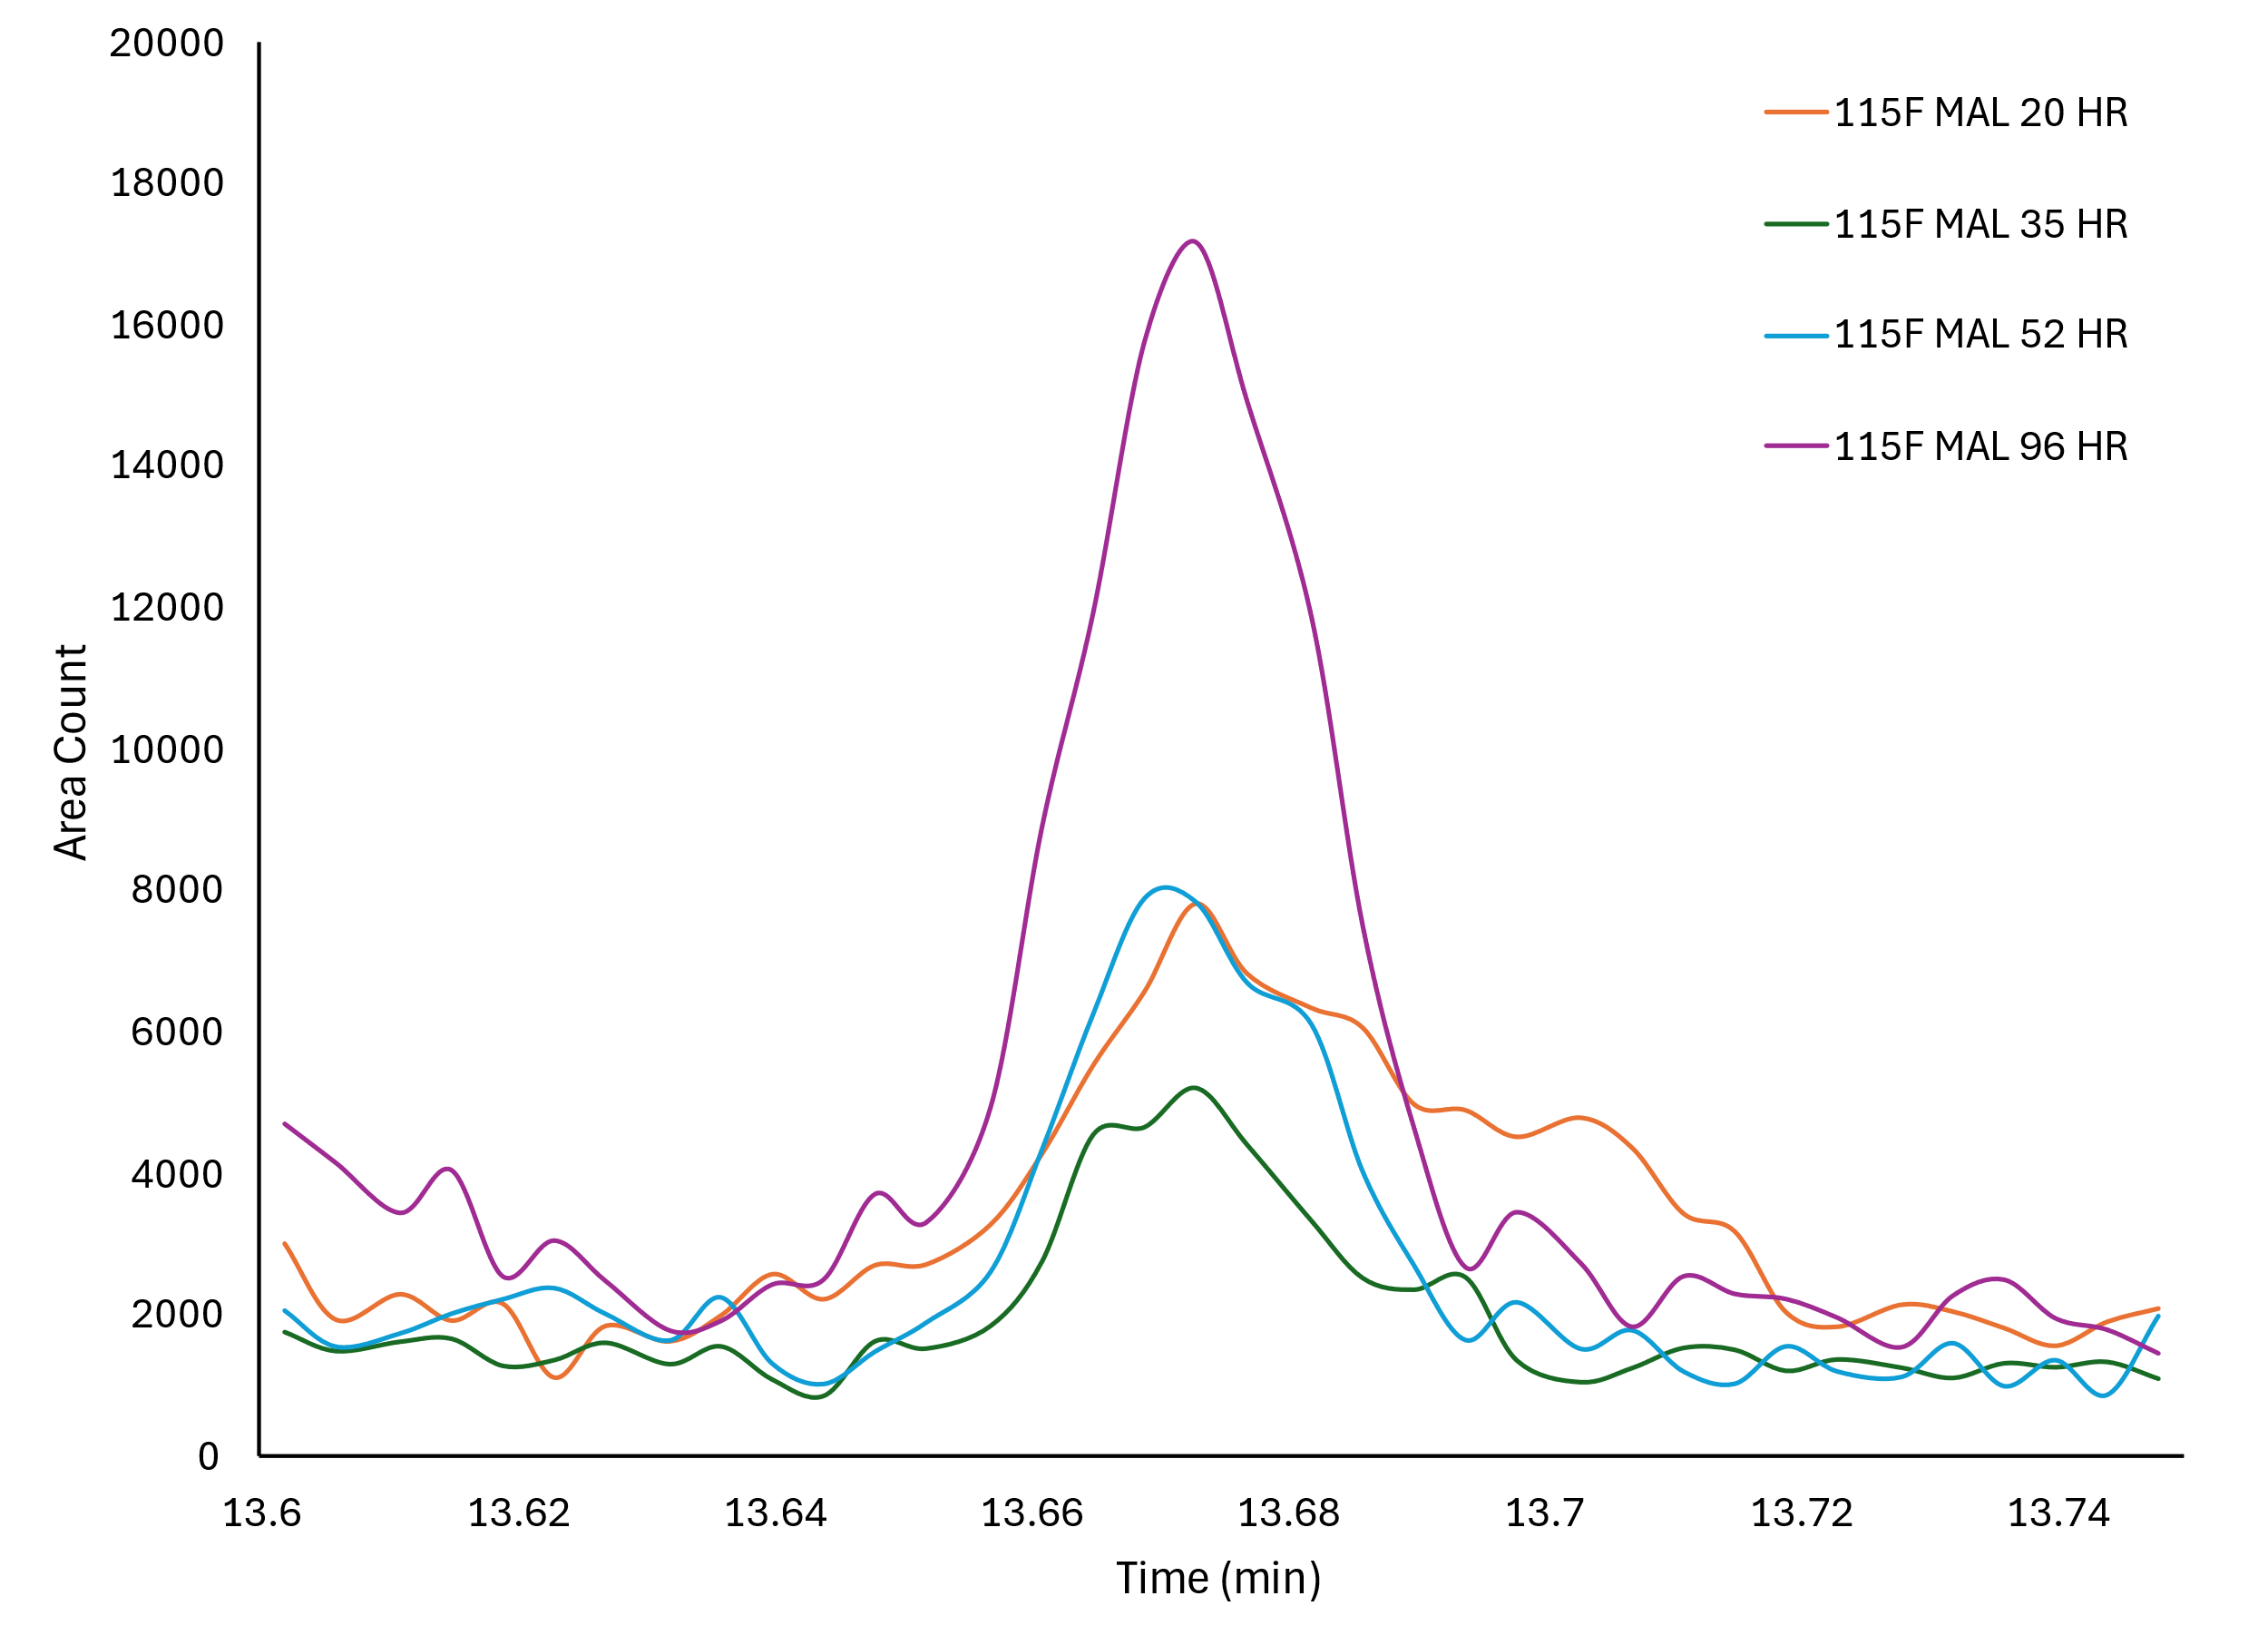 20000
18000
16000
14000
12000
10000
8000
6000
4000
2000
0
Area Count
13.6 13.62 13.64 13.66 13.68 13.7 13.72 13.74
Time (min)
115F MAL 20 HR
115F MAL 35 HR
115F MAL 52 HR
115F MAL 96 HR